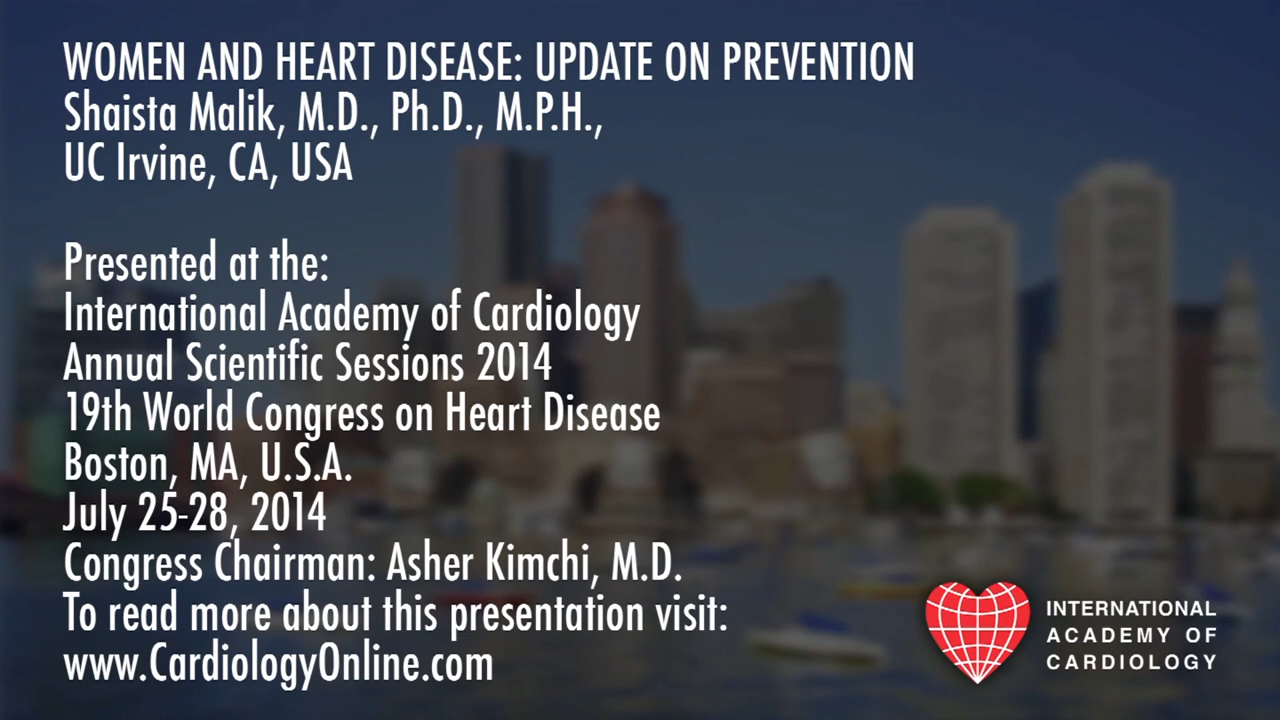 WOMEN AND HEART DISEASE: UPDATE ON PREVENTION
Shaista Malik, M.D., Ph.D., M.P.H.,
UC Irvine, CA, USA
Presented at the:
International Academy of Cardiology
Annual Scientific Sessions 2014
19th World Congress on Heart Disease
Boston, MA, U.S.A.
July 25-28, 2014
Congress Chairman: Asher Kimchi, M.D.
To read more about this presentation visit:
www.CardiologyOnline.com
INTERNATIONAL
ACADEMY OF
CARDIOLOGY